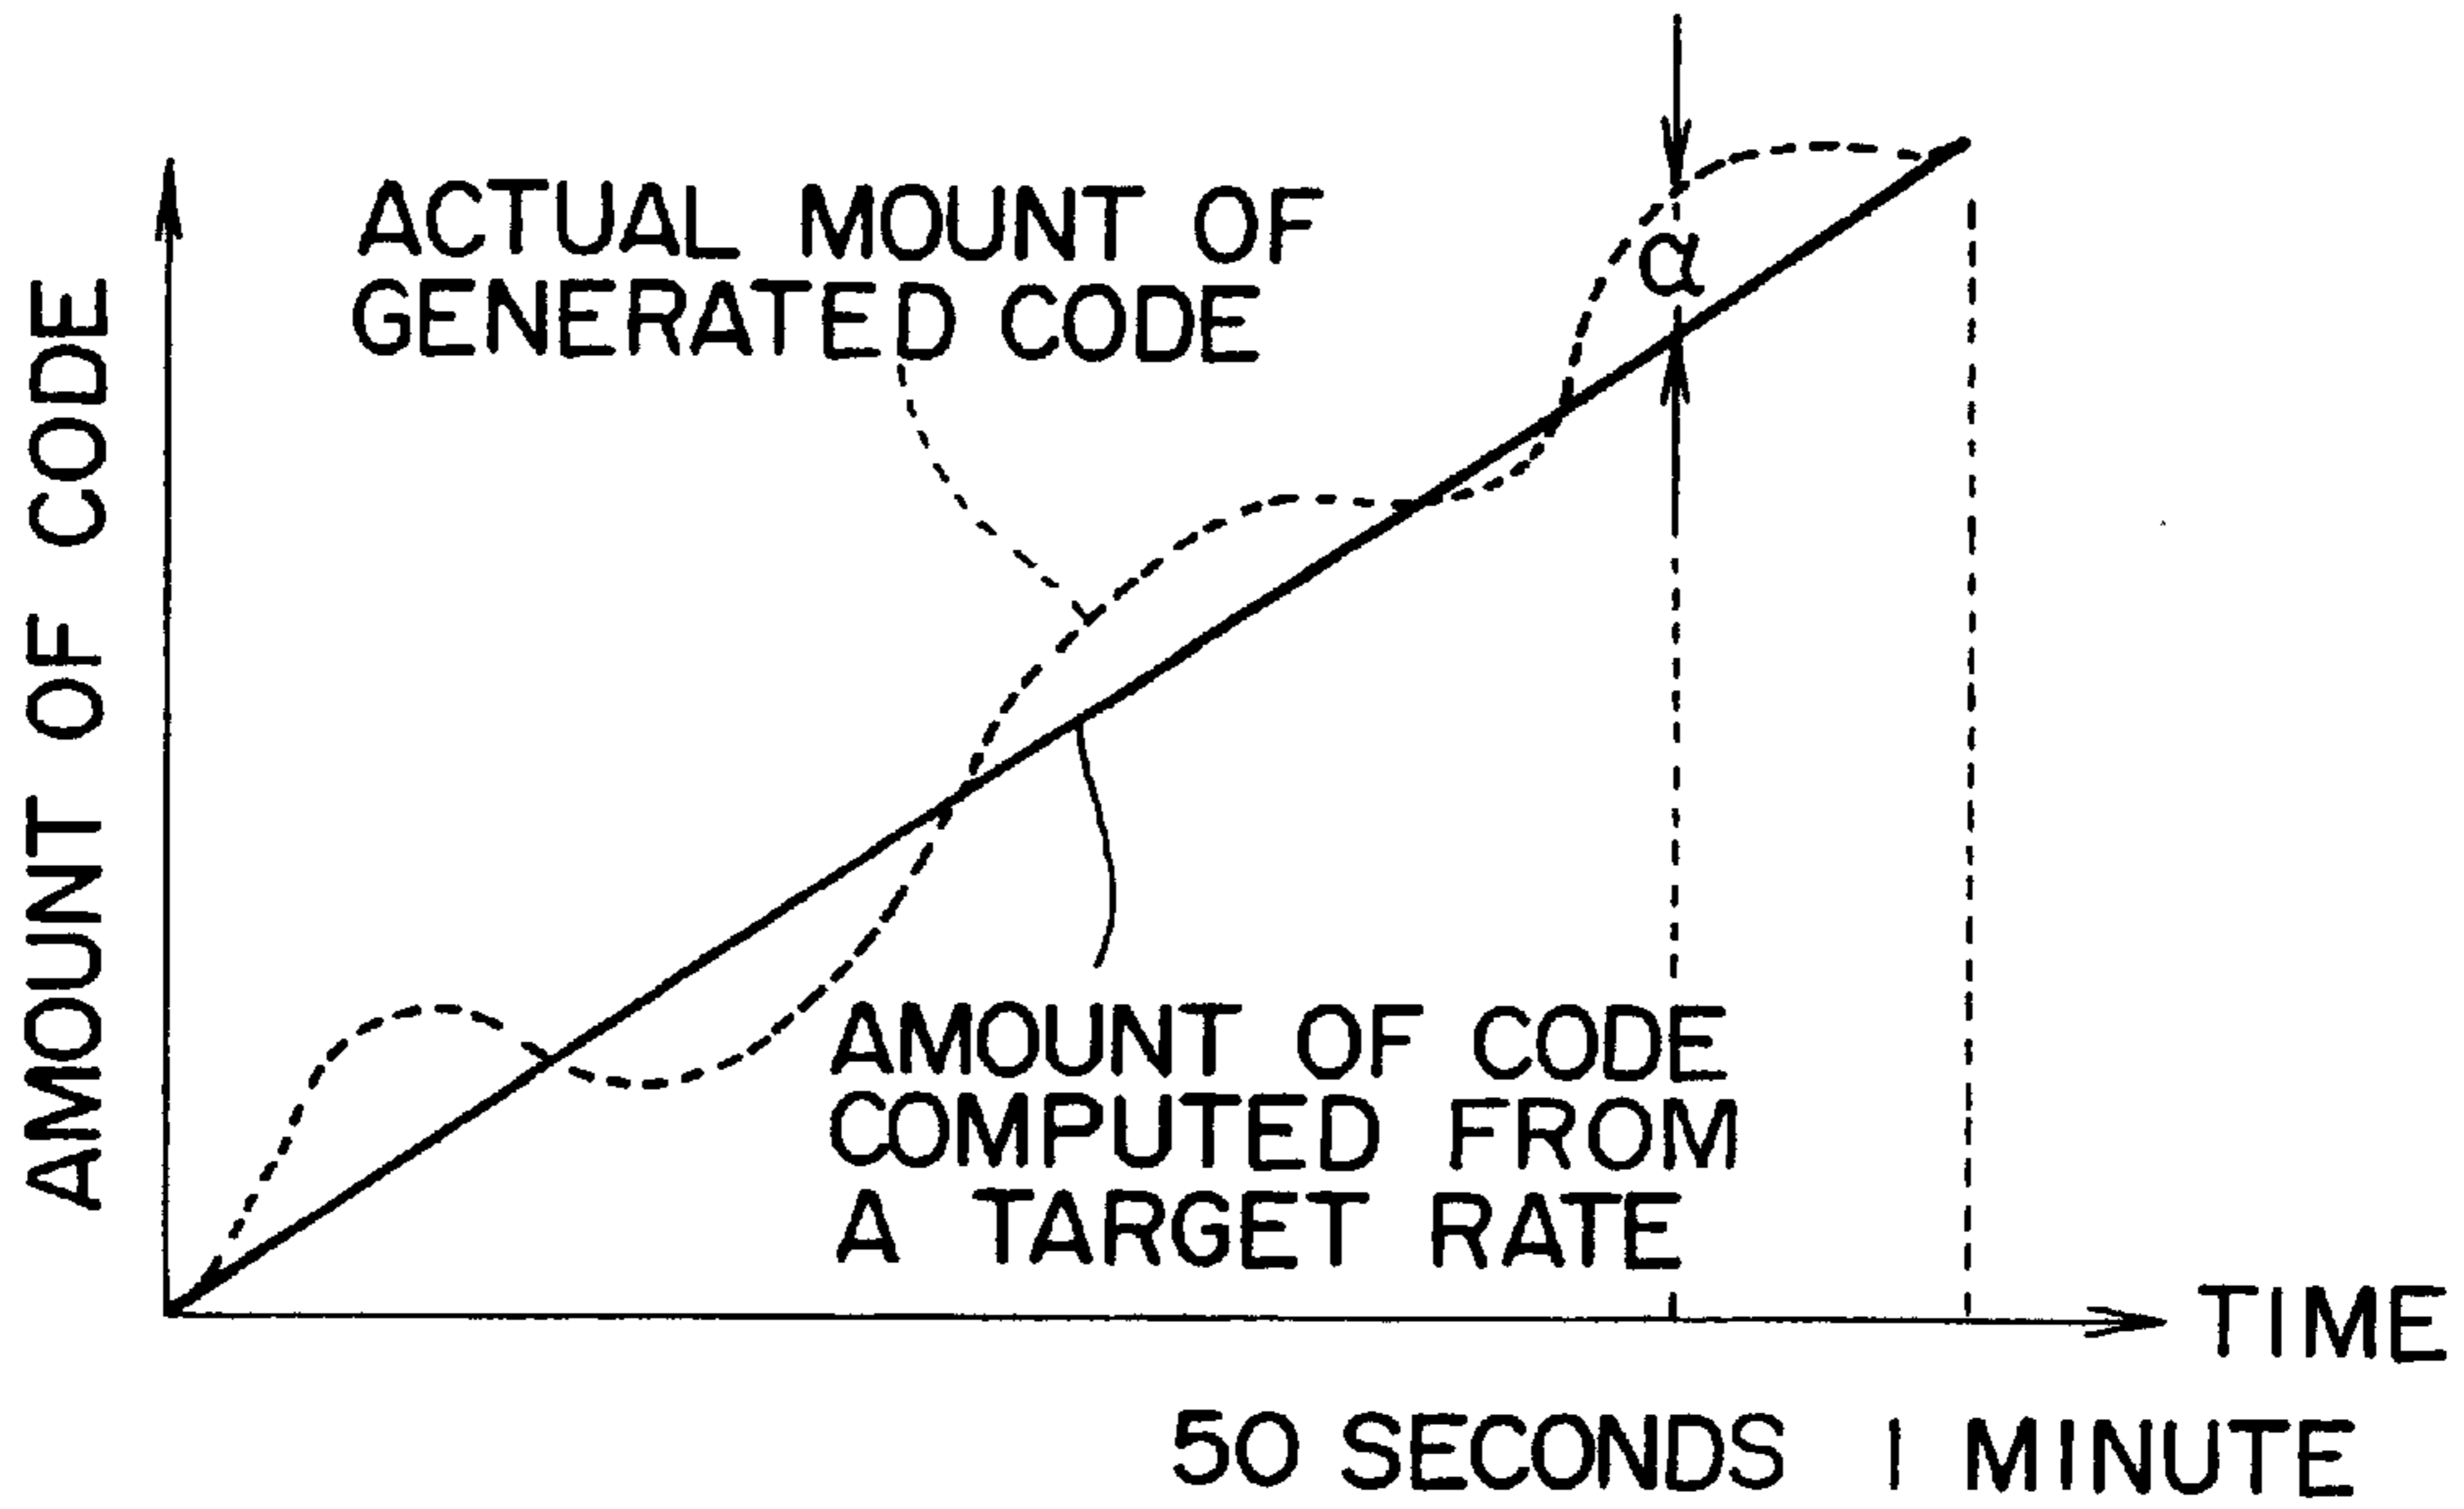 ACTUAL MOUNT OF
GENERATED CODE
α
AMOUNT OF CODE
AMOUNT OF CODE
COMPUTED FROM
A TARGET RATE
TIME
50 SECONDS
1 MINUTE